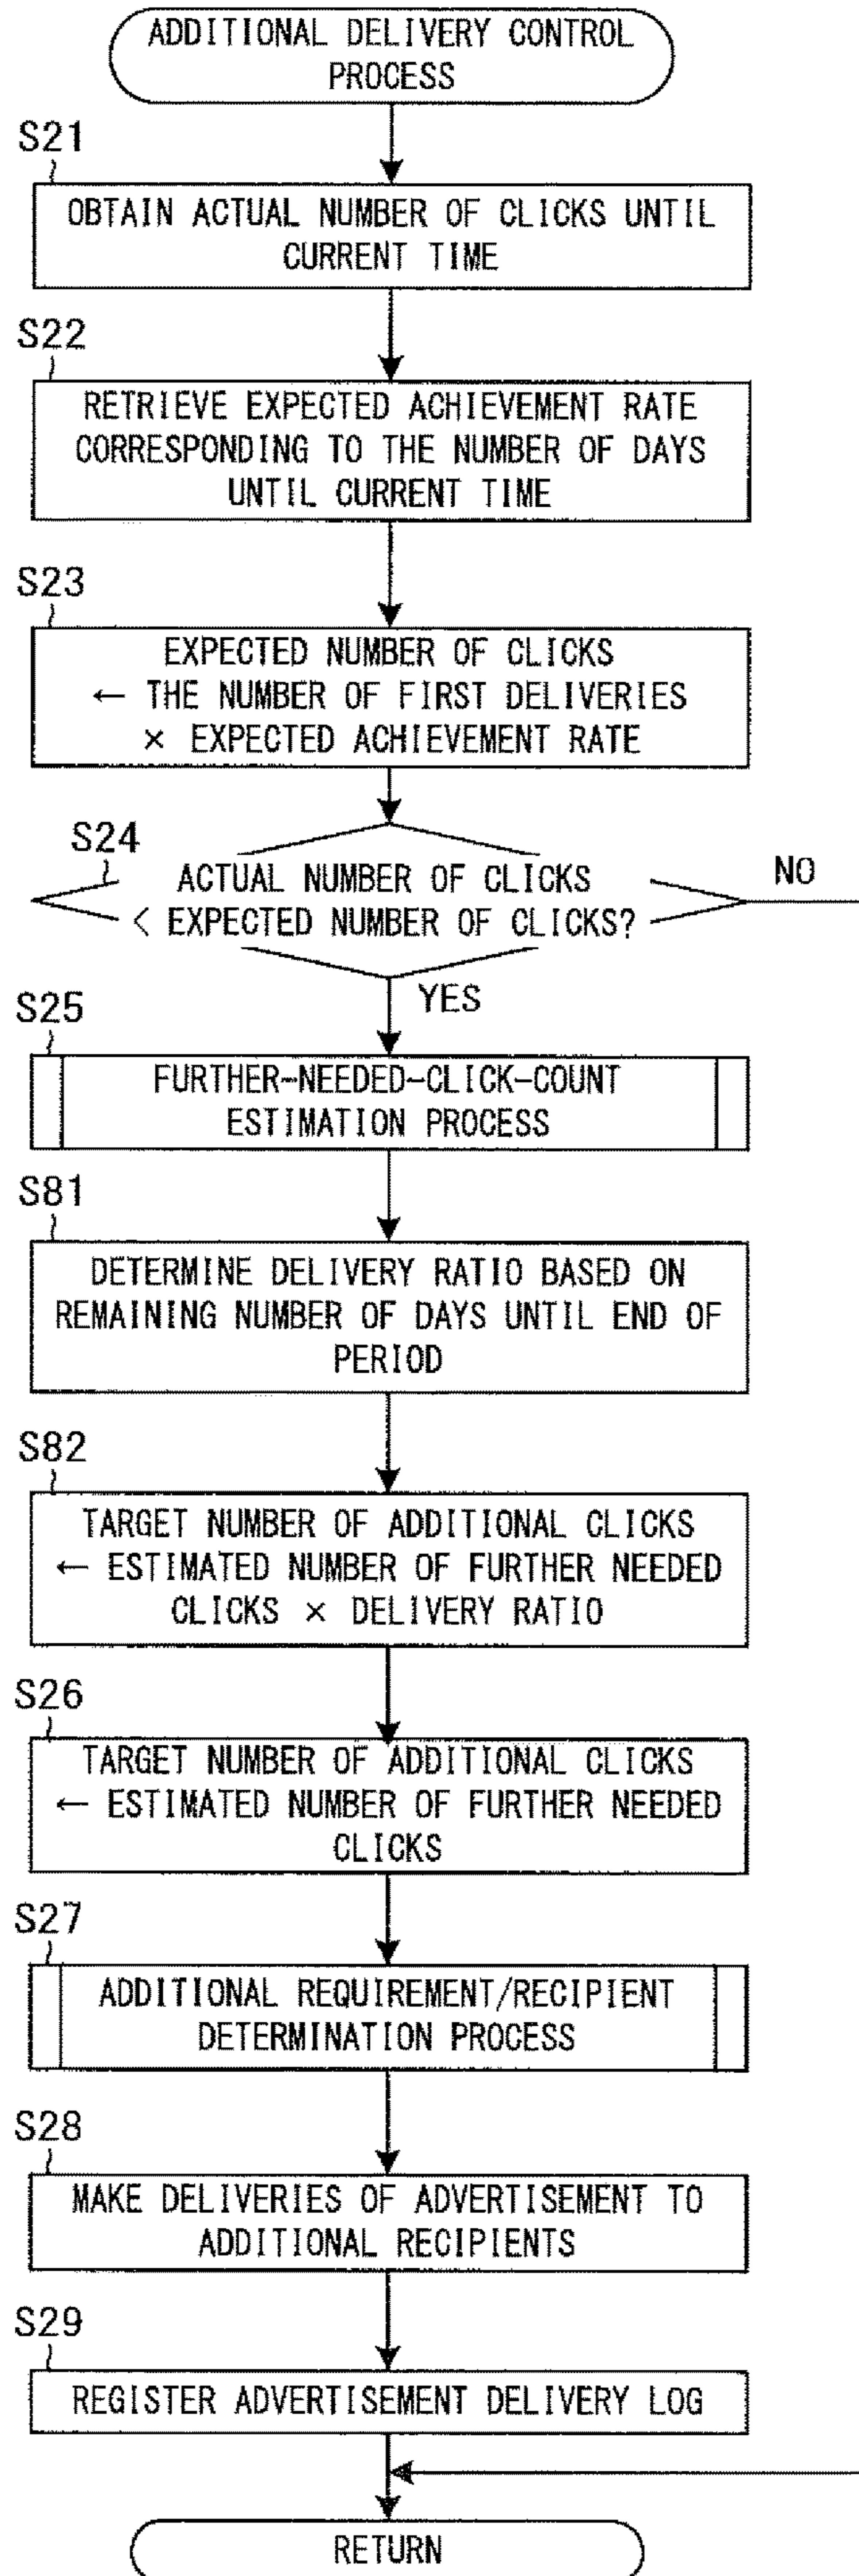 ADDITIONAL DELIVERY CONTROL
PROCESS
S21
OBTAIN ACTUAL NUMBER OF CLICKS UNTIL
CURRENT TIME
S22
RETRIEVE EXPECTED ACHIEVEMENT RATE
CORRESPONDING TO THE NUMBER OF DAYS
UNTIL CURRENT TIME
S23
EXPECTED NUMBER OF CLICKS
← THE NUMBER OF FIRST DELIVERIES
× EXPECTED ACHIEVEMENT RATE
S24
ACTUAL NUMBER OF CLICKS
< EXPECTED NUMBER OF CLICKS?
NO
YES
S25
FURTHER-NEEDED-CLICK-COUNT
ESTIMATION PROCESS
S81
DETERMINE DELIVERY RATIO BASED ON
REMAINING NUMBER OF DAYS UNTIL END OF
PERIOD
S82
TARGET NUMBER OF ADDITIONAL CLICKS
← ESTIMATED NUMBER OF FURTHER NEEDED
CLICKS × DELIVERY RATIO
S26
TARGET NUMBER OF ADDITIONAL CLICKS
← ESTIMATED NUMBER OF FURTHER NEEDED
CLICKS
S27
ADDITIONAL REQUIREMENT/RECIPIENT
DETERMINATION PROCESS
S28
MAKE DELIVERIES OF ADVERTISEMENT TO
ADDITIONAL RECIPIENTS
S29
REGISTER ADVERTISEMENT DELIVERY LOG
RETURN